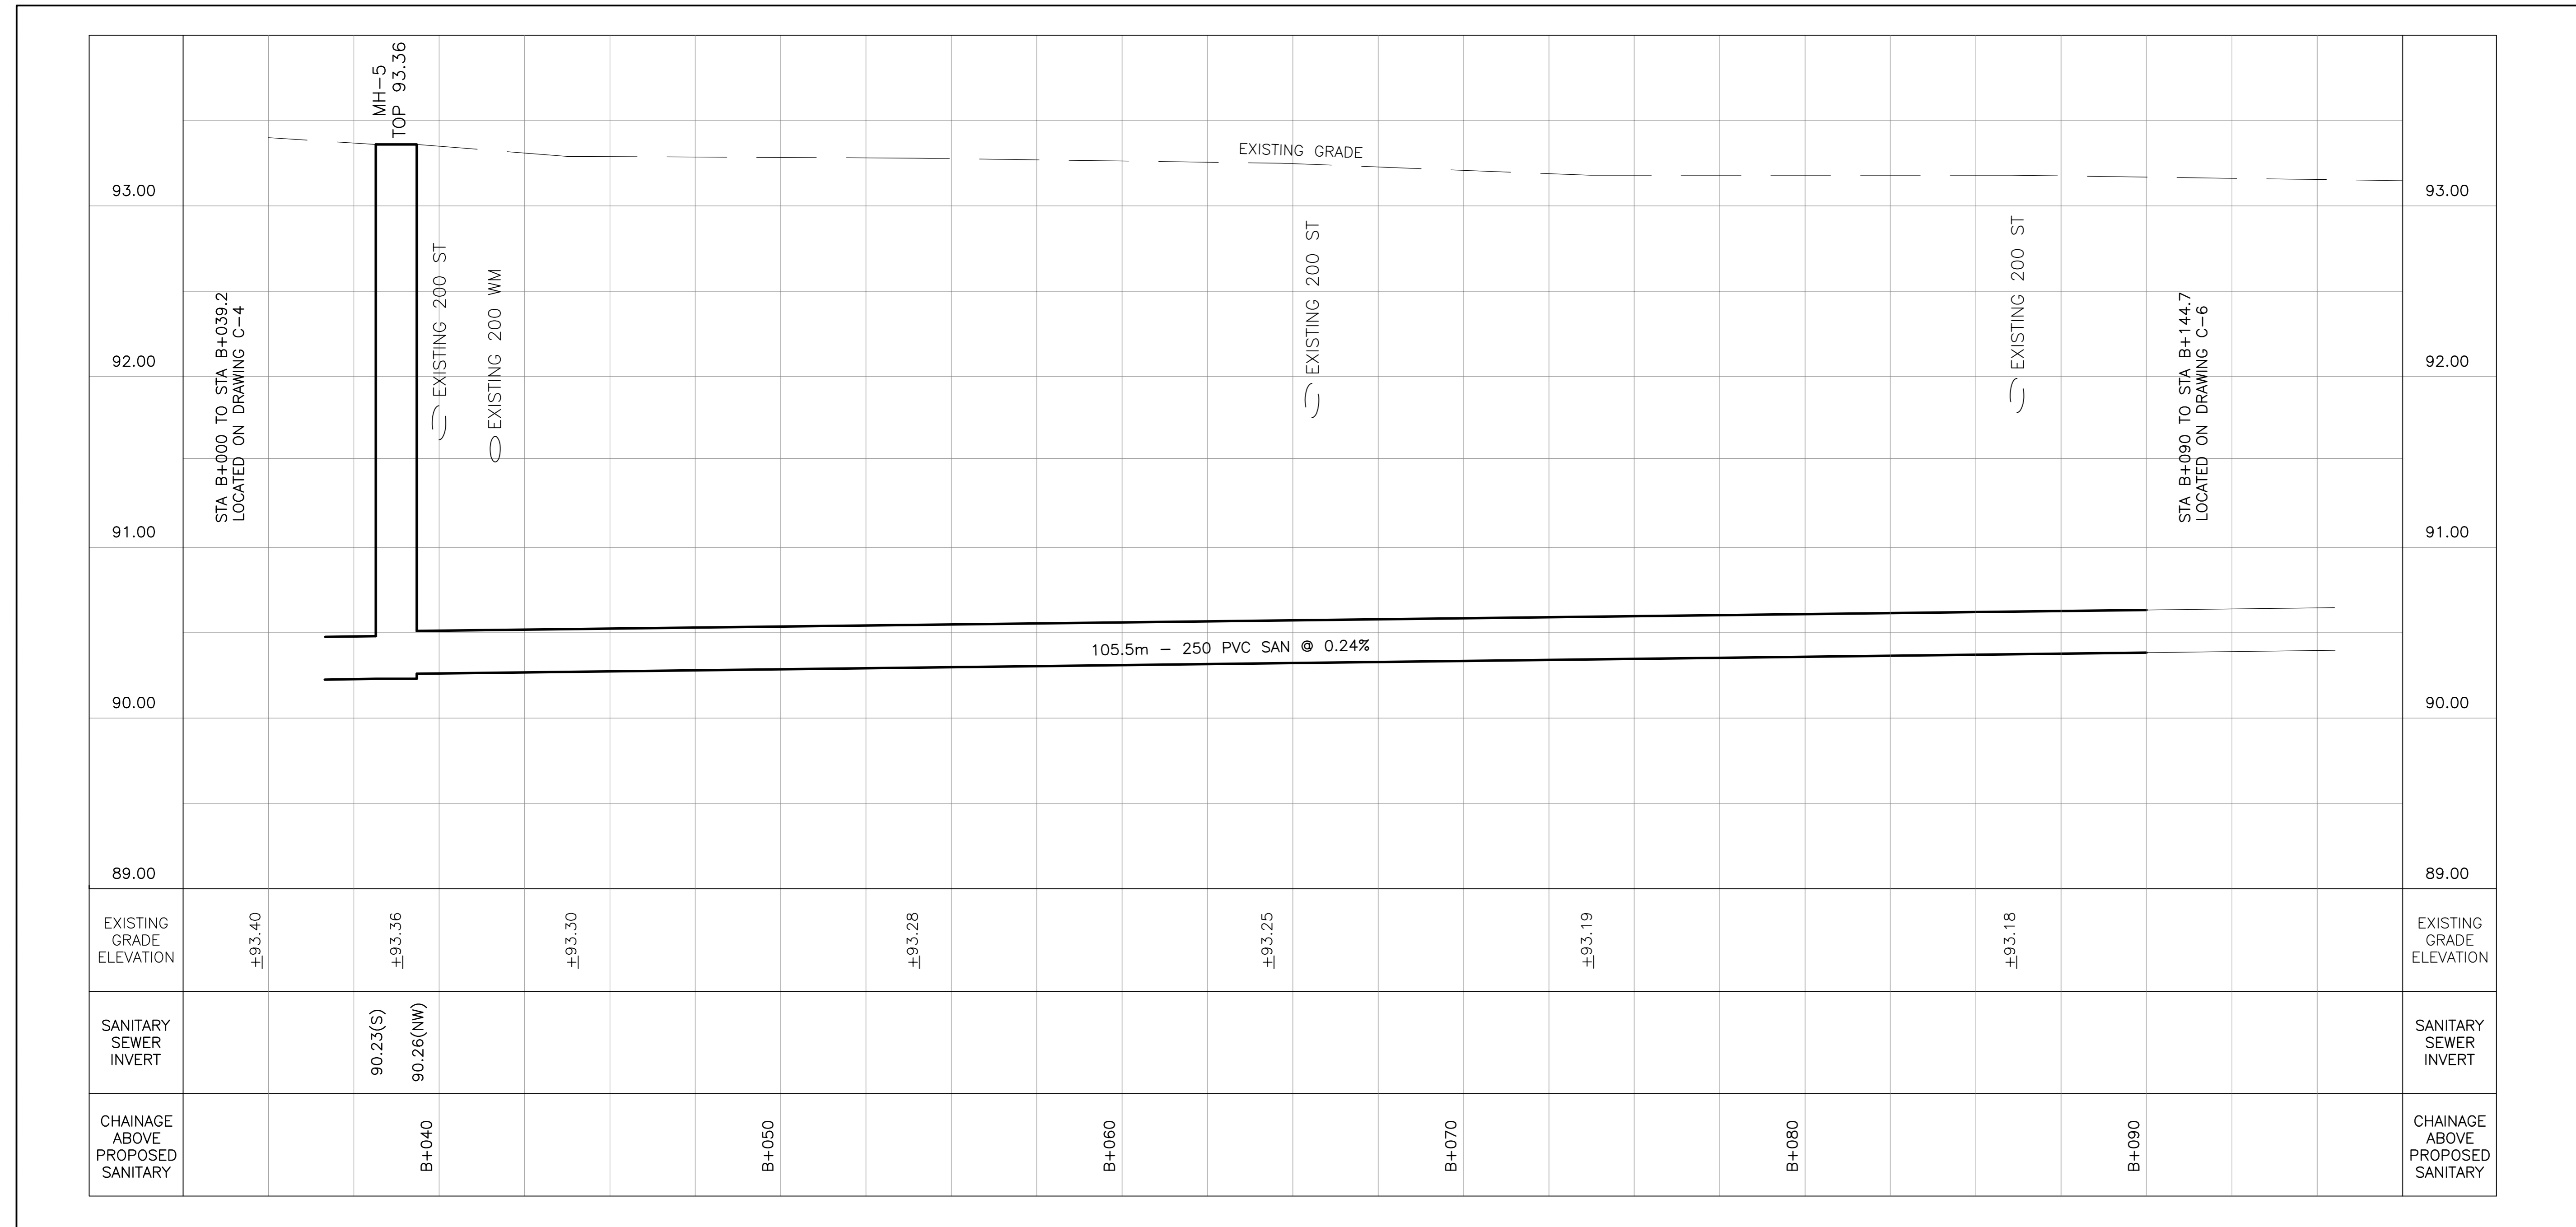 MH-5
TOP 93.36
EXISTING GRADE
93.00
93.00
EXISTING 200 ST
EXISTING 200 WM
EXISTING 200 ST
EXISTING 200 ST
STA B+000 TO STA B+039.2
LOCATED ON DRAWING C-4
STA B+090 TO STA B+144.7
LOCATED ON DRAWING C-6
92.00
92.00
91.00
91.00
105.5m - 250 PVC SAN @ 0.24%
90.00
90.00
89.00
89.00
EXISTING
GRADE
ELEVATION
±93.40
±93.36
±93.30
±93.28
±93.25
±93.19
±93.18
EXISTING
GRADE
ELEVATION
SANITARY
SEWER
INVERT
90.23(S)
90.26(NW)
SANITARY
SEWER
INVERT
CHAINAGE
ABOVE
PROPOSED
SANITARY
B+040
B+050
B+060
B+070
B+080
B+090
CHAINAGE
ABOVE
PROPOSED
SANITARY